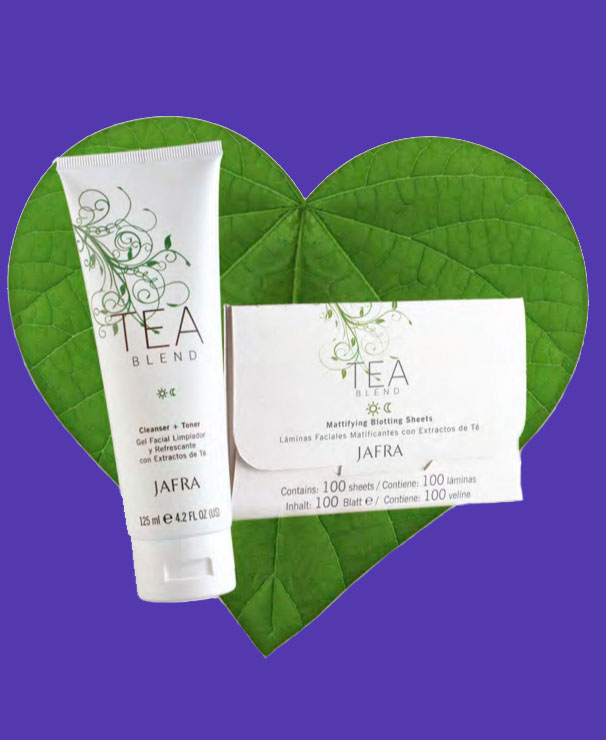 TEA
BLEND
Cleanser + Toner
Gel Facial Limpiador
y Refrescante
con Extractos de Té
JAFRA
125 ml e 4.2 FL OZ (US)
TEA
BLEND
Mattifying Blotting Sheets
Láminas Faciales Matificantes con Extractos de Té
JAFRA
Contains: 100 sheets / Contiene: 100 láminas
Inhalt: 100 Blatt e / Contiene: 100 veline